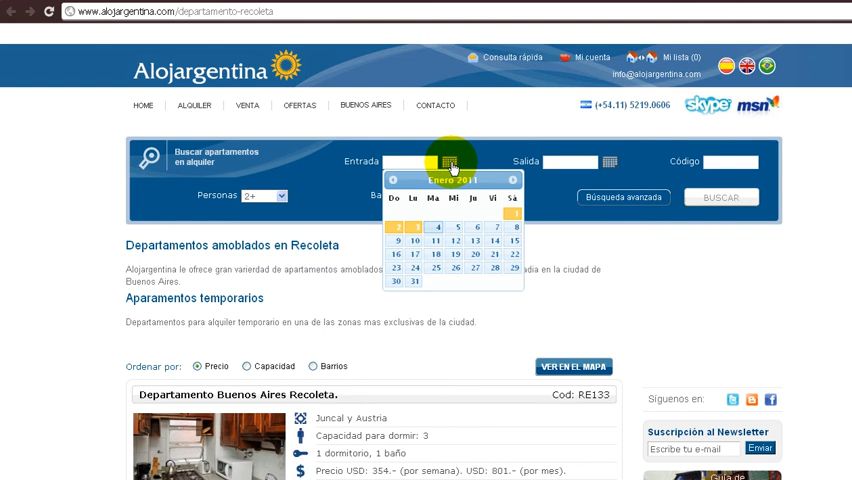 www.alojargentina.com/departamento-recoleta
Alojargentina
Consulta rápida Mi cuenta Mi lista (0)
info@alojargentina.com
HOME ALQUILER VENTA OFERTAS BUENOS AIRES CONTACTO (+54.11) 5219.0606 skype msn
Buscar apartamentos
en alquiler
Entrada Salida Código
Personas 2+ Ba Búsqueda avanzada BUSCAR
Enero 2011
Do Lu Ma Mi Ju Vi Sá
1
2 3 4 5 6 7 8
9 10 11 12 13 14 15
16 17 18 19 20 21 22
23 24 25 26 27 28 29
30 31
Departamentos amoblados en Recoleta
Alojargentina le ofrece gran varierdad de apartamentos amoblados adia en la ciudad de
Buenos Aires.
Aparamentos temporarios
Departamentos para alquiler temporario en una de las zonas mas exclusivas de la ciudad.
Ordenar por: Precio Capacidad Barrios VER EN EL MAPA
Departamento Buenos Aires Recoleta. Cod: RE133
Juncal y Austria
Capacidad para dormir: 3
1 dormitorio, 1 baño
Precio USD: 354.- (por semana). USD: 801.- (por mes).
Síguenos en:
Suscripción al Newsletter
Escribe tu e-mail Enviar
Guía de